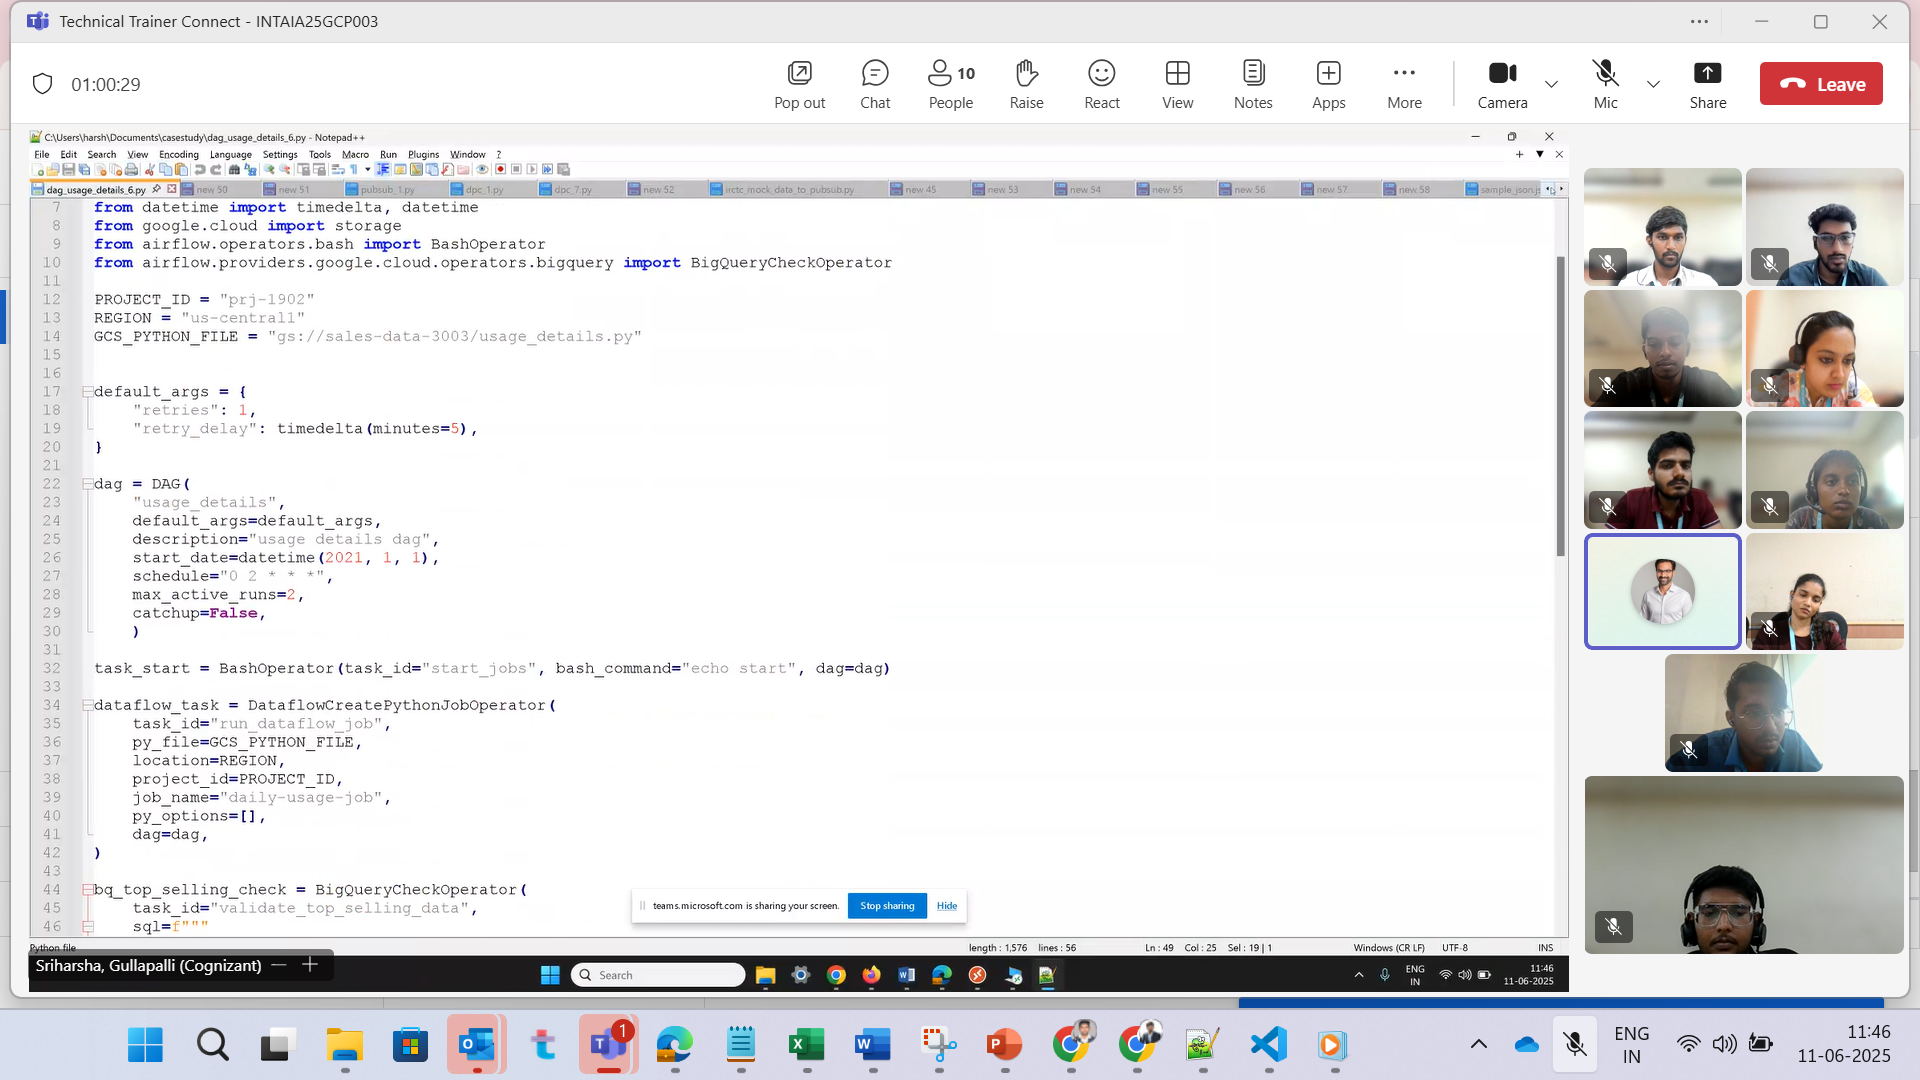 Technical Trainer Connect - INTAIA25GCP003
01:00:29
Pop out
Chat
10
People
Raise
React
View
Notes
Apps
More
Camera
Mic
Share
Leave
C:\Users\harsh\Documents\casestudy\dag_usage_details_6.py - Notepad++
File Edit Search View Encoding Language Settings Tools Macro Run Plugins Window ?
dag_usage_details_6.py new 50 new 51 pubsub_1.py dpc_1.py dpc_7.py new 52 irctc_mock_data_to_pubsub.py new 45 new 53 new 54 new 55 new 56 new 57 new 58 sample_json.js
7 from datetime import timedelta, datetime
8 from google.cloud import storage
9 from airflow.operators.bash import BashOperator
10 from airflow.providers.google.cloud.operators.bigquery import BigQueryCheckOperator
11
12 PROJECT_ID = "prj-1902"
13 REGION = "us-central1"
14 GCS_PYTHON_FILE = "gs://sales-data-3003/usage_details.py"
15
16
17 default_args = {
18 "retries": 1,
19 "retry_delay": timedelta(minutes=5),
20 }
21
22 dag = DAG(
23 "usage_details",
24 default_args=default_args,
25 description="usage details dag",
26 start_date=datetime(2021, 1, 1),
27 schedule="0 2 * * *",
28 max_active_runs=2,
29 catchup=False,
30 )
31
32 task_start = BashOperator(task_id="start_jobs", bash_command="echo start", dag=dag)
33
34 dataflow_task = DataflowCreatePythonJobOperator(
35 task_id="run_dataflow_job",
36 py_file=GCS_PYTHON_FILE,
37 location=REGION,
38 project_id=PROJECT_ID,
39 job_name="daily-usage-job",
40 py_options=[],
41 dag=dag,
42 )
43
44 bq_top_selling_check = BigQueryCheckOperator(
45 task_id="validate_top_selling_data",
46 sql=f"""
teams.microsoft.com is sharing your screen. Stop sharing Hide
Python file length : 1,576 lines : 56 Ln : 49 Col : 25 Sel : 19 | 1 Windows (CR LF) UTF-8 INS
Sriharsha, Gullapalli (Cognizant)
Search
ENG
IN
11:46
11-06-2025
1
ENG
IN
11:46
11-06-2025